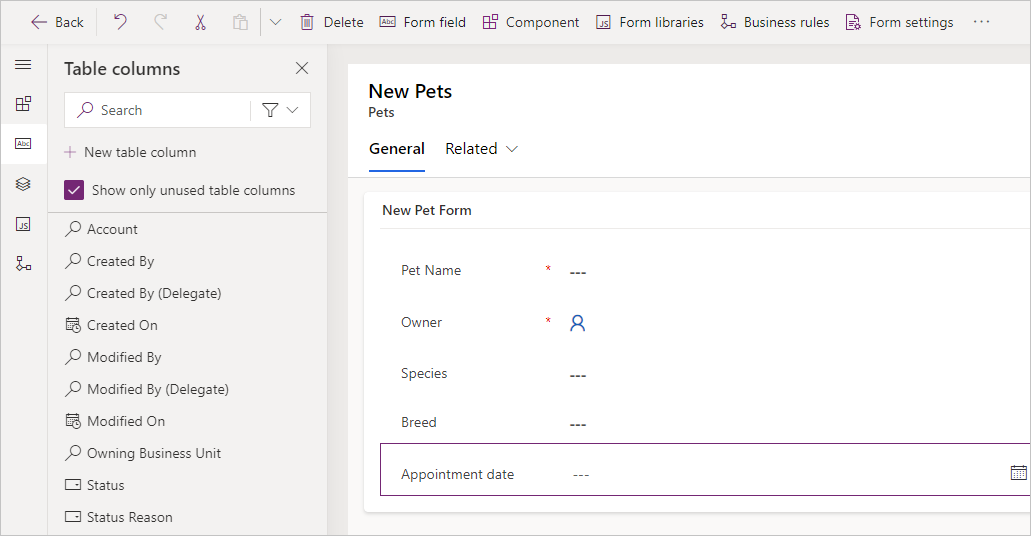 Back Delete Form field Component Form libraries Business rules Form settings ...
Table columns
Search
New table column
Show only unused table columns
Account
Created By
Created By (Delegate)
Created On
Modified By
Modified By (Delegate)
Modified On
Owning Business Unit
Status
Status Reason
Abc
JS
New Pets
Pets
General Related
New Pet Form
Pet Name * ---
Owner *
Species ---
Breed ---
Appointment date ---